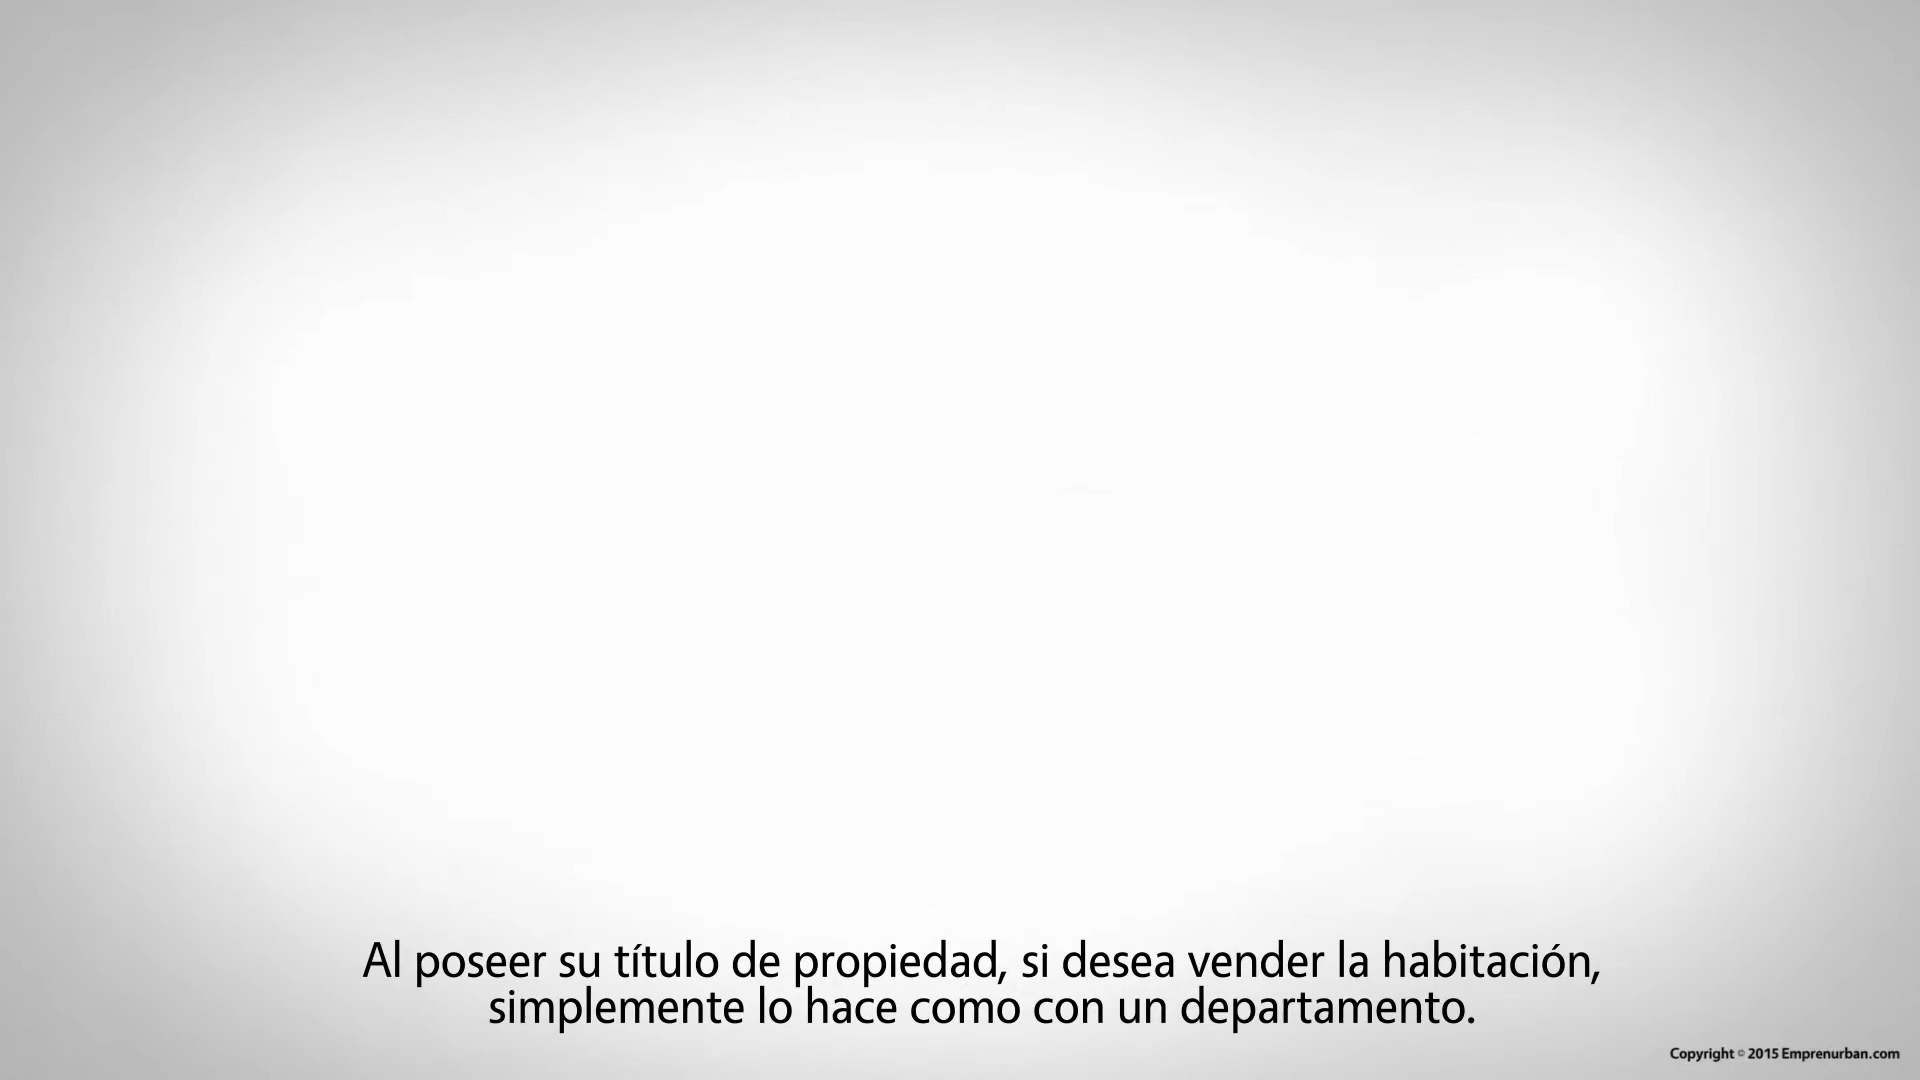 Al poseer su título de propiedad, si desea vender la habitación,
simplemente lo hace como con un departamento.
Copyright © 2015 Emprenurban.com